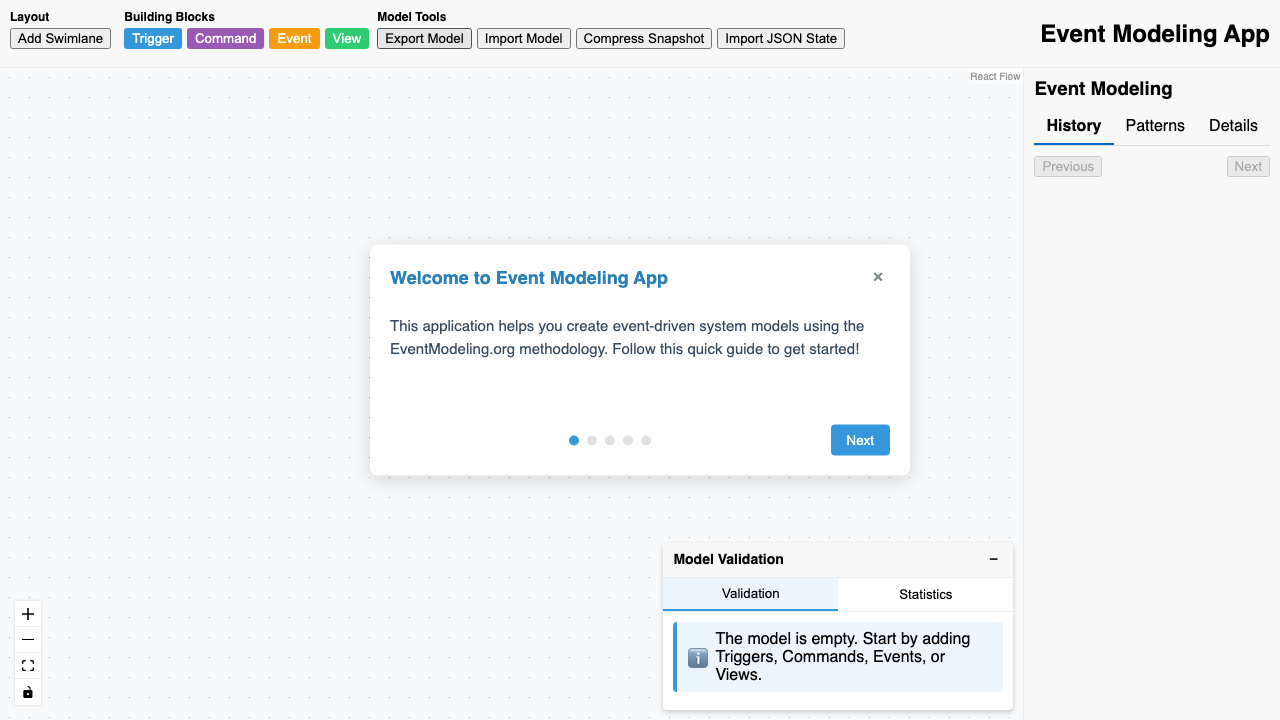 Layout
Add Swimlane
Building Blocks
Trigger Command Event View
Model Tools
Export Model Import Model Compress Snapshot Import JSON State
Event Modeling App
React Flow
Event Modeling
History Patterns Details
Previous Next
Welcome to Event Modeling App ×
This application helps you create event-driven system models using the
EventModeling.org methodology. Follow this quick guide to get started!
Next
Model Validation −
Validation Statistics
The model is empty. Start by adding
Triggers, Commands, Events, or
Views.